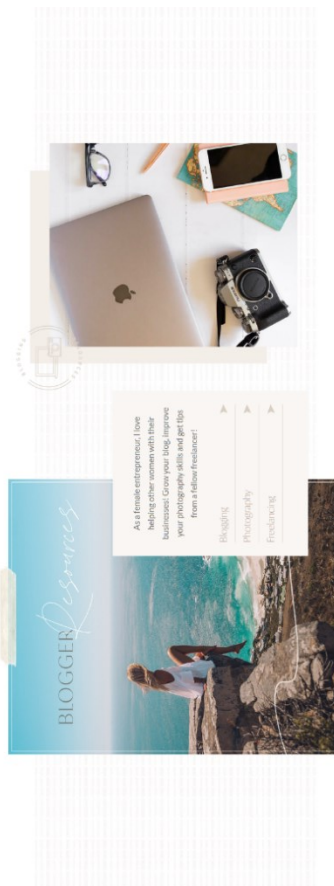 BLOGGER
Resources
As a female entrepreneur, I love
helping other women with their
businesses! Grow your blog, improve
your photography skills and get tips
from a fellow freelancer!
Blogging
Photography
Freelancing